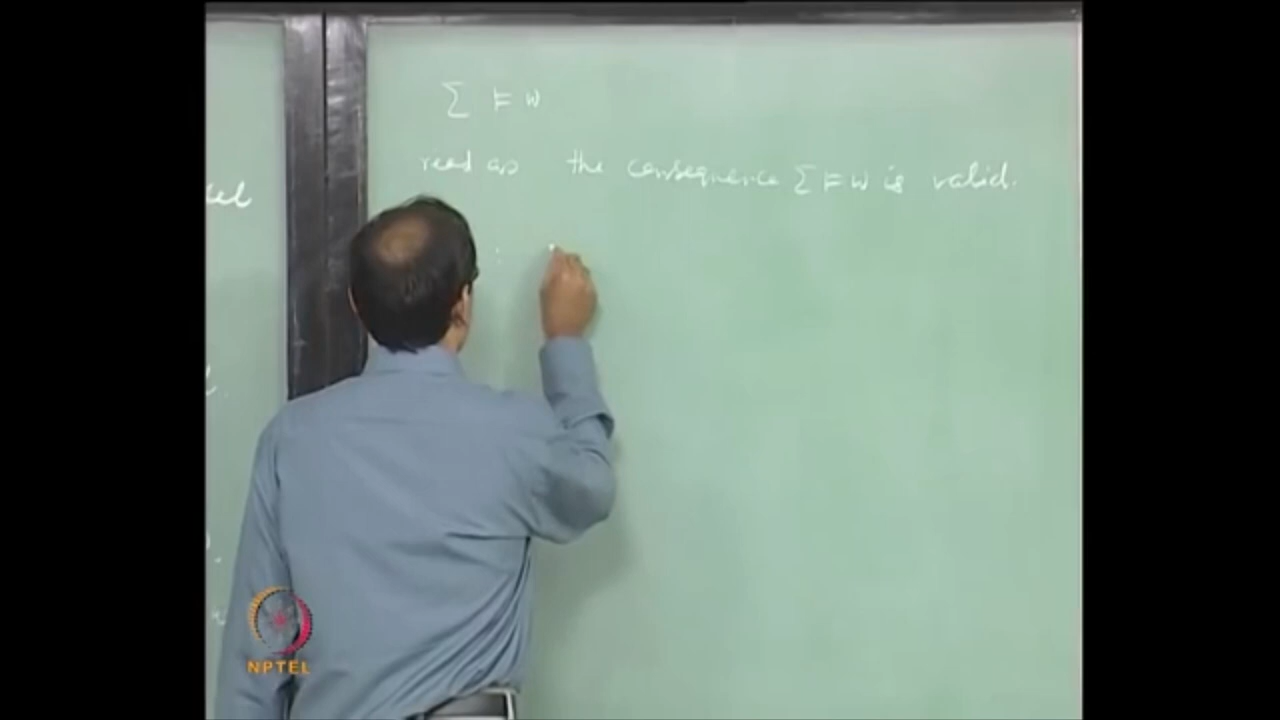 Σ ⊨ w
read as the consequence Σ ⊨ w is valid.
NPTEL